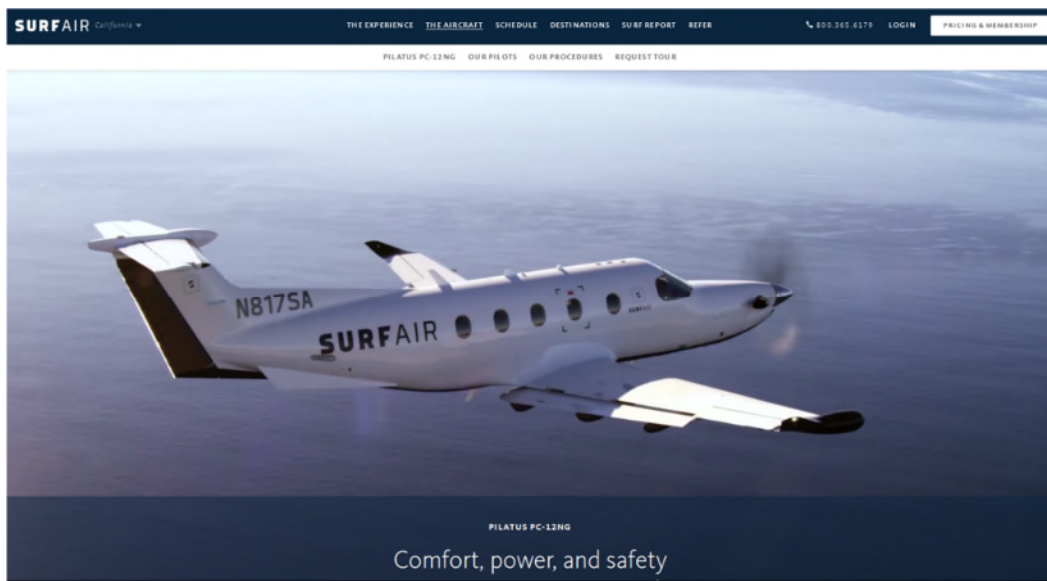 SURFAIR California
THE EXPERIENCE THE AIRCRAFT SCHEDULE DESTINATIONS SURF REPORT REFER
800.365.6179 LOGIN PRICING & MEMBERSHIP
PILATUS PC-12NG OUR PILOTS OUR PROCEDURES REQUEST TOUR
N817SA
SURFAIR
SURFAIR
PILATUS PC-12NG
Comfort, power, and safety